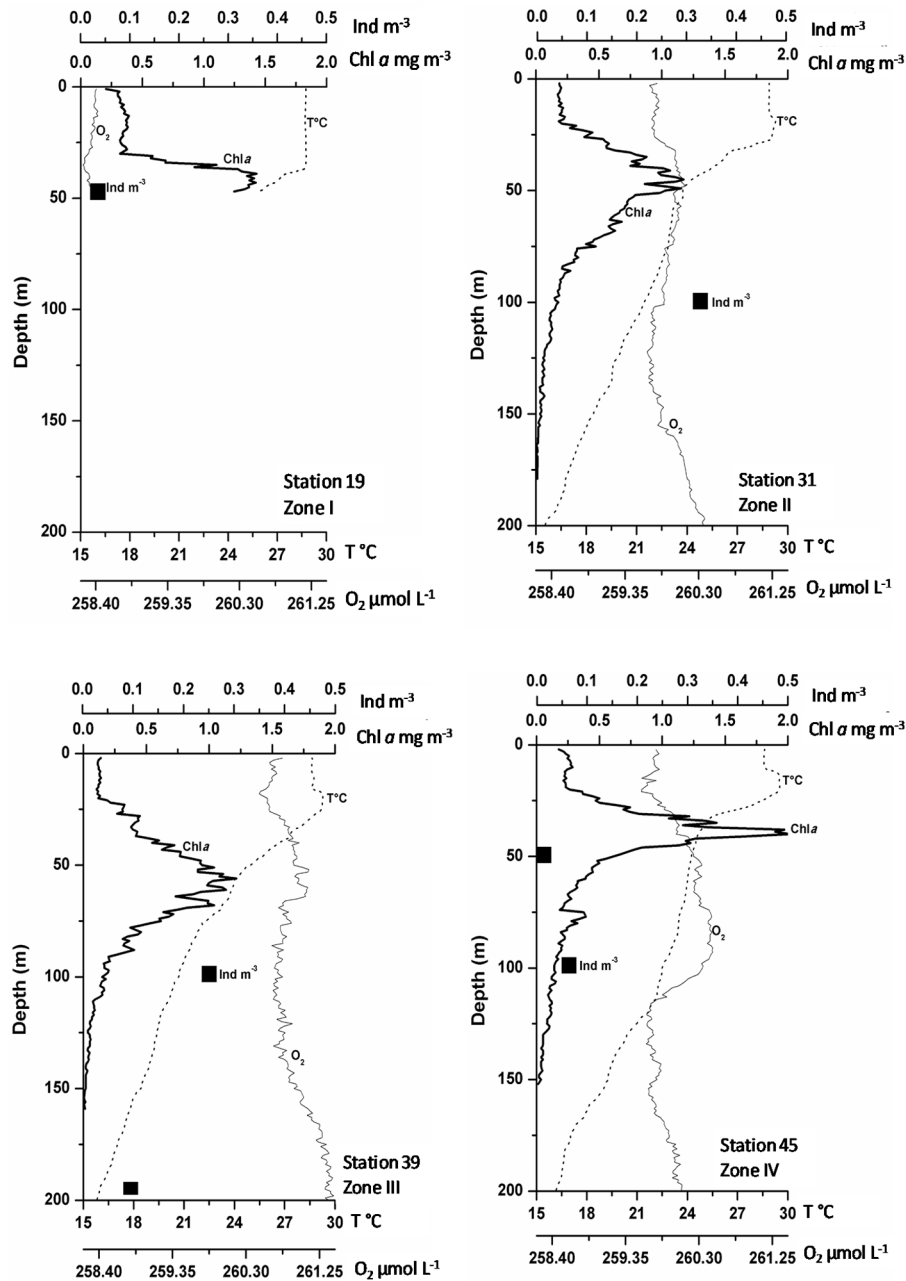 0.0 0.1 0.2 0.3 0.4 0.5 Ind m-3
0.0 0.5 1.0 1.5 2.0 Chl a mg m-3
0
50
100
150
200
Depth (m)
O2
T°C
Chla
Ind m-3
Station 19
Zone I
15 18 21 24 27 30 T °C
258.40 259.35 260.30 261.25 O2 µmol L-1
0.0 0.1 0.2 0.3 0.4 0.5 Ind m-3
0.0 0.5 1.0 1.5 2.0 Chl a mg m-3
0
50
100
150
200
Depth (m)
T°C
Chla
Ind m-3
O2
Station 31
Zone II
15 18 21 24 27 30 T °C
258.40 259.35 260.30 261.25 O2 µmol L-1
0.0 0.1 0.2 0.3 0.4 0.5 Ind m-3
0.0 0.5 1.0 1.5 2.0 Chl a mg m-3
0
50
100
150
200
Depth (m)
T°C
Chla
Ind m-3
O2
Station 39
Zone III
15 18 21 24 27 30 T °C
258.40 259.35 260.30 261.25 O2 µmol L-1
0.0 0.1 0.2 0.3 0.4 0.5 Ind m-3
0.0 0.5 1.0 1.5 2.0 Chl a mg m-3
0
50
100
150
200
Depth (m)
T°C
Chla
O2
Ind m-3
Station 45
Zone IV
15 18 21 24 27 30 T °C
258.40 259.35 260.30 261.25 O2 µmol L-1